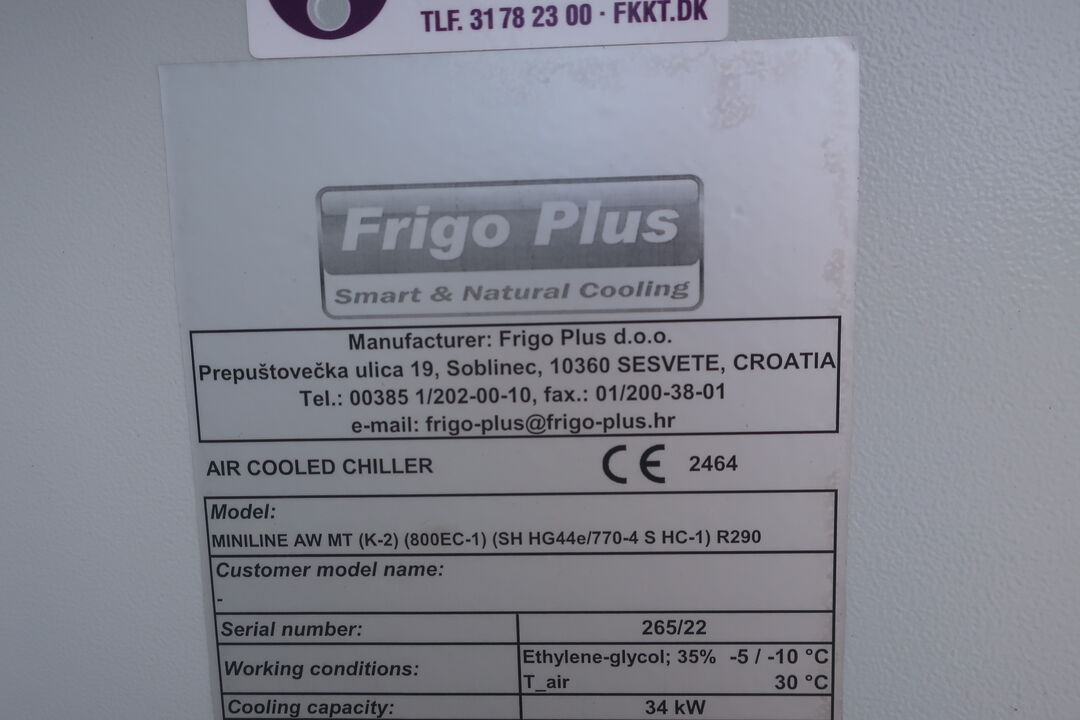 TLF. 31 78 23 00 · FKKT.DK
Frigo Plus
Smart & Natural Cooling
Manufacturer: Frigo Plus d.o.o.
Prepuštovečka ulica 19, Soblinec, 10360 SESVETE, CROATIA
Tel.: 00385 1/202-00-10, fax.: 01/200-38-01
e-mail: frigo-plus@frigo-plus.hr
AIR COOLED CHILLER CE 2464
Model:
MINILINE AW MT (K-2) (800EC-1) (SH HG44e/770-4 S HC-1) R290
Customer model name:
-
Serial number: 265/22
Working conditions: Ethylene-glycol; 35% -5 / -10 °C
T_air 30 °C
Cooling capacity: 34 kW